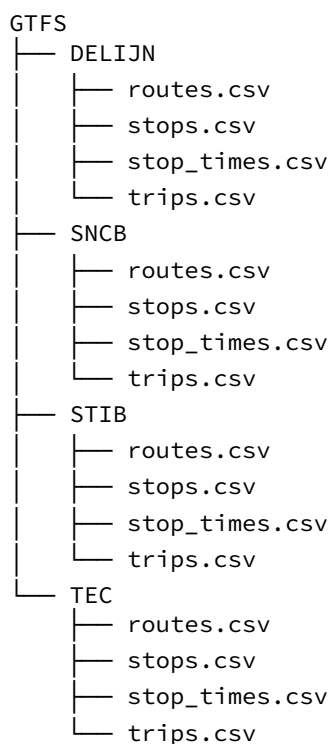 GTFS
├── DELIJN
│   ├── routes.csv
│   ├── stops.csv
│   ├── stop_times.csv
│   └── trips.csv
├── SNCB
│   ├── routes.csv
│   ├── stops.csv
│   ├── stop_times.csv
│   └── trips.csv
├── STIB
│   ├── routes.csv
│   ├── stops.csv
│   ├── stop_times.csv
│   └── trips.csv
└── TEC
    ├── routes.csv
    ├── stops.csv
    ├── stop_times.csv
    └── trips.csv